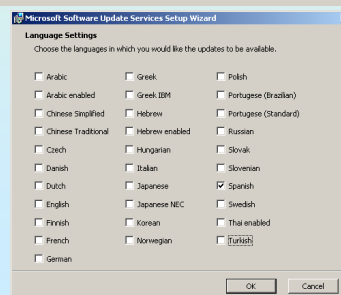 Microsoft Software Update Services Setup Wizard
Language Settings
Choose the languages in which you would like the updates to be available.
Arabic
Arabic enabled
Chinese Simplified
Chinese Traditional
Czech
Danish
Dutch
English
Finnish
French
German
Greek
Greek IBM
Hebrew
Hebrew enabled
Hungarian
Italian
Japanese
Japanese NEC
Korean
Norwegian
Polish
Portugese (Brazilian)
Portugese (Standard)
Russian
Slovak
Slovenian
Spanish
Swedish
Thai enabled
Turkish
OK Cancel